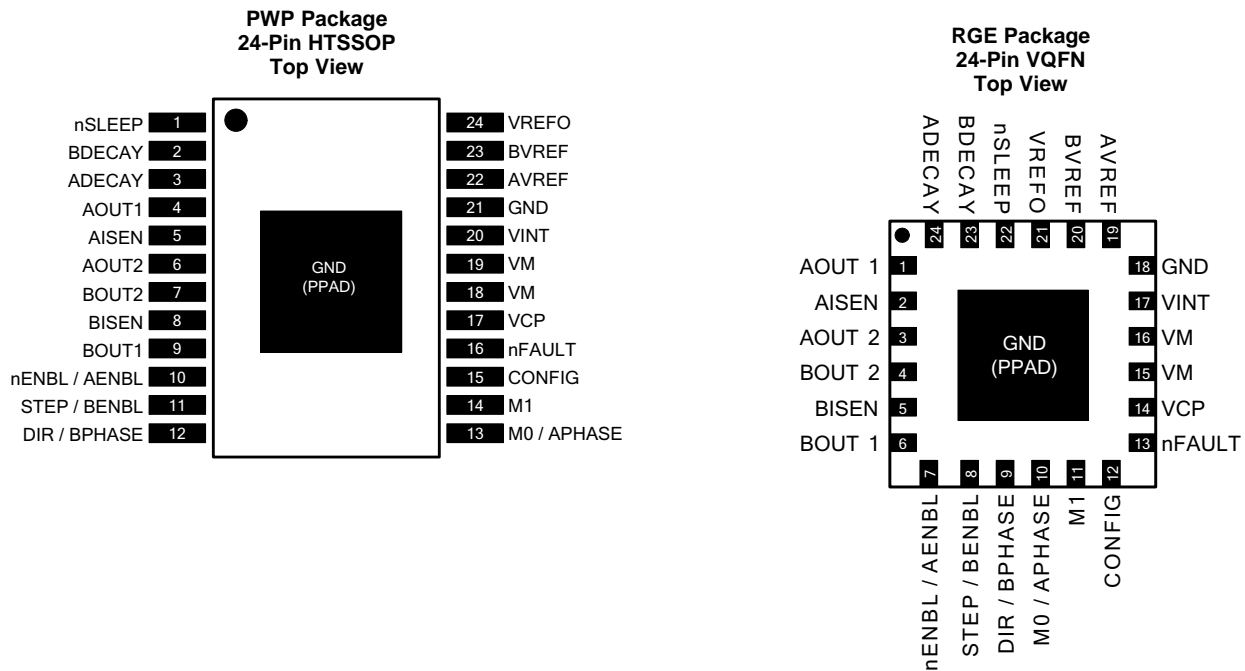 PWP Package
24-Pin HTSSOP
Top View
nSLEEP 1
BDECAY 2
ADECAY 3
AOUT1 4
AISEN 5
AOUT2 6
BOUT2 7
BISEN 8
BOUT1 9
nENBL / AENBL 10
STEP / BENBL 11
DIR / BPHASE 12
GND
(PPAD)
24 VREFO
23 BVREF
22 AVREF
21 GND
20 VINT
19 VM
18 VM
17 VCP
16 nFAULT
15 CONFIG
14 M1
13 M0 / APHASE
RGE Package
24-Pin VQFN
Top View
ADECAY 24
BDECAY 23
nSLEEP 22
VREFO 21
BVREF 20
AVREF 19
AOUT 1 1
AISEN 2
AOUT 2 3
BOUT 2 4
BISEN 5
BOUT 1 6
GND
(PPAD)
18 GND
17 VINT
16 VM
15 VM
14 VCP
13 nFAULT
nENBL / AENBL 7
STEP / BENBL 8
DIR / BPHASE 9
M0 / APHASE 10
M1 11
CONFIG 12